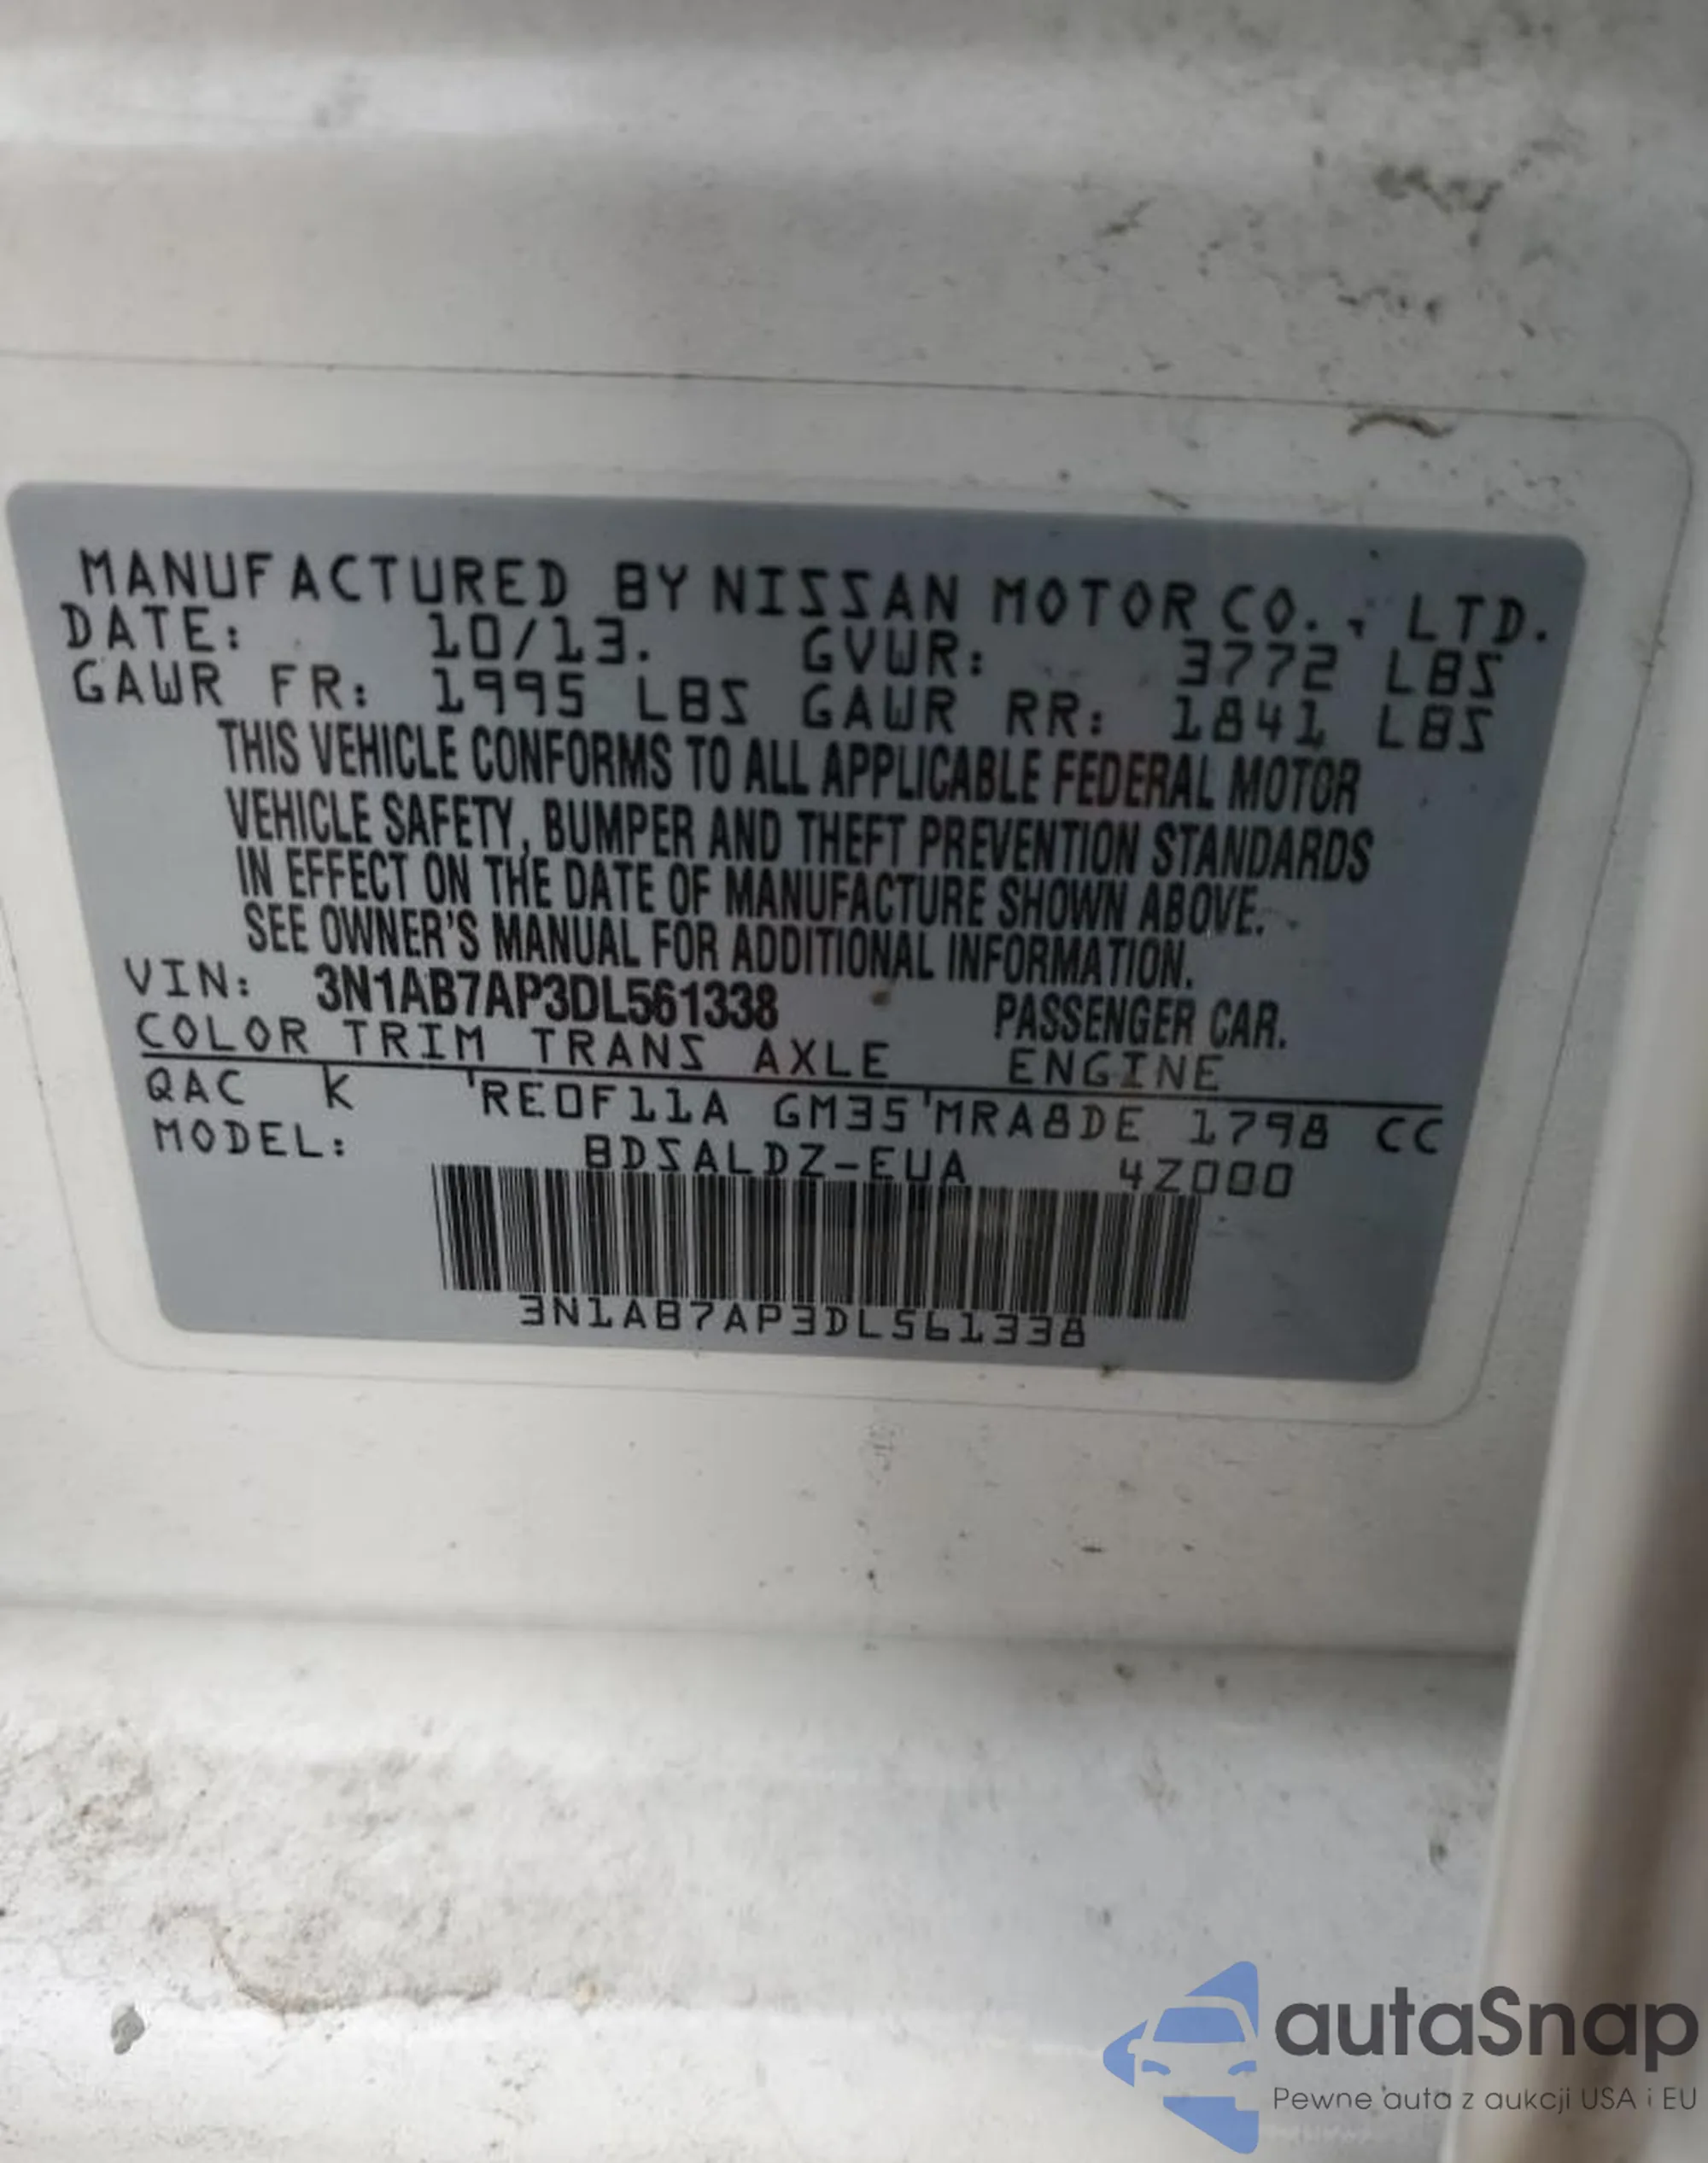 MANUFACTURED BY NISSAN MOTOR CO., LTD.
DATE: 10/13. GVWR: 3772 LBS
GAWR FR: 1995 LBS GAWR RR: 1841 LBS
THIS VEHICLE CONFORMS TO ALL APPLICABLE FEDERAL MOTOR
VEHICLE SAFETY, BUMPER AND THEFT PREVENTION STANDARDS
IN EFFECT ON THE DATE OF MANUFACTURE SHOWN ABOVE.
SEE OWNER'S MANUAL FOR ADDITIONAL INFORMATION.
VIN: 3N1AB7AP3DL561338 PASSENGER CAR.
COLOR TRIM TRANS AXLE ENGINE
QAC K 'RE0F11A GM35'MRA8DE 1798 CC
MODEL: BDSALDZ-EUA 4Z000
3N1AB7AP3DL561338
autaSnap
Pewne auta z aukcji USA i EU